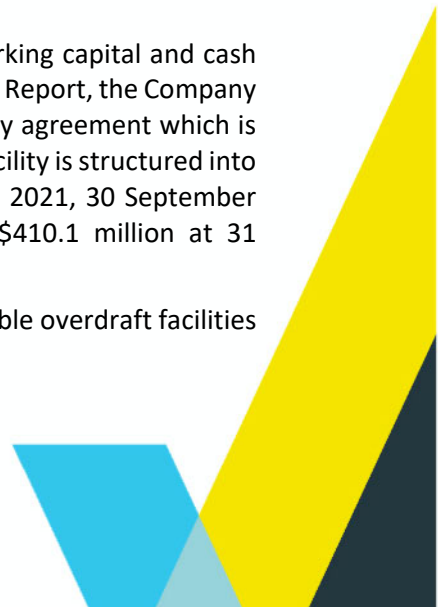 rking capital and cash
Report, the Company
y agreement which is
cility is structured into
2021, 30 September
$410.1 million at 31
ble overdraft facilities